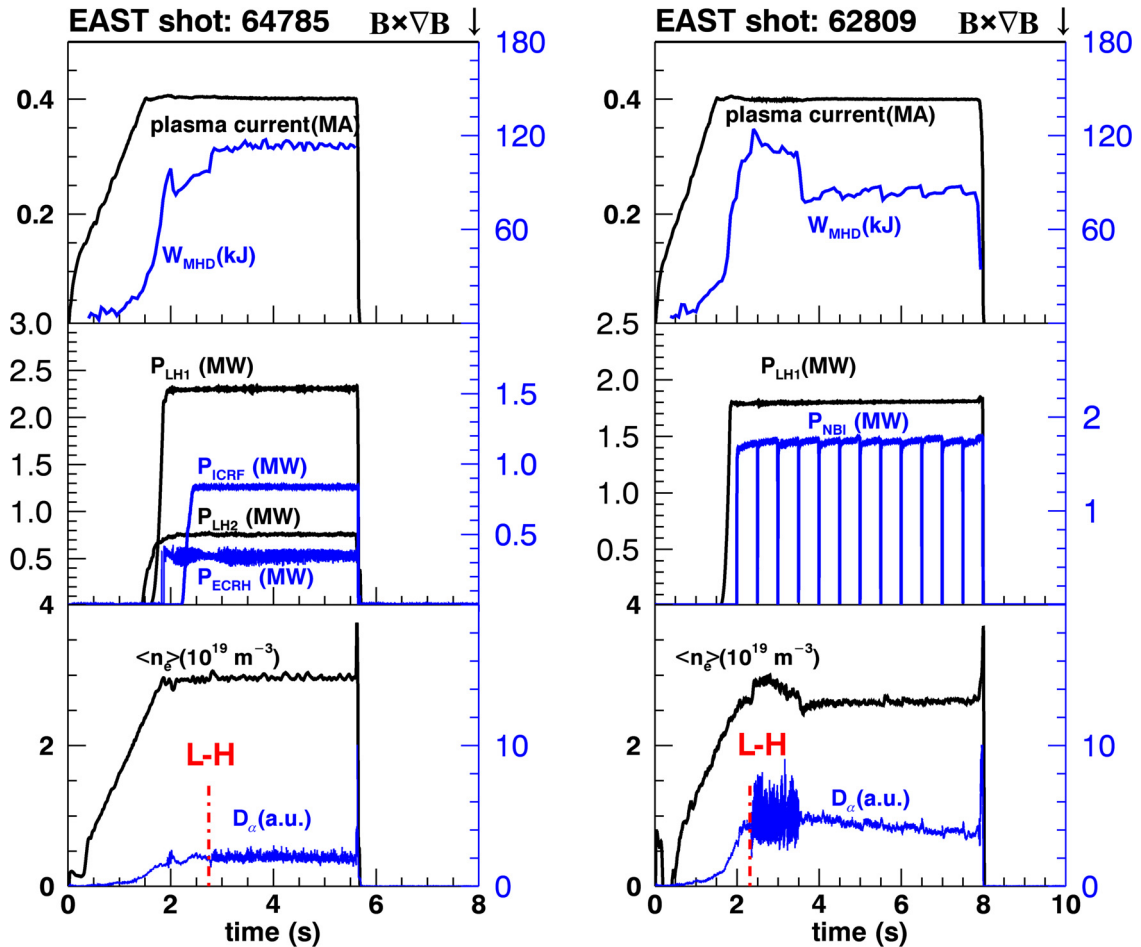 EAST shot: 64785 B×∇B ↓
180
0.4
plasma current(MA)
120
0.2
W_MHD(kJ)
60
3.0
P_LH1 (MW)
2.5
1.5
2.0
P_ICRF (MW)
1.0
1.5
1.0
P_LH2 (MW)
0.5
0.5
P_ECRH (MW)
4
<n_e>(10^19 m^−3)
2
L-H
10
D_α(a.u.)
0
0
0 2 4 6 8
time (s)
EAST shot: 62809 B×∇B ↓
180
0.4
plasma current(MA)
120
0.2
W_MHD(kJ)
60
2.5
P_LH1(MW)
2.0
P_NBI (MW)
2
1.5
1.0
1
0.5
4
<n_e>(10^19 m^−3)
2
L-H
10
D_α(a.u.)
0
0
0 2 4 6 8 10
time (s)